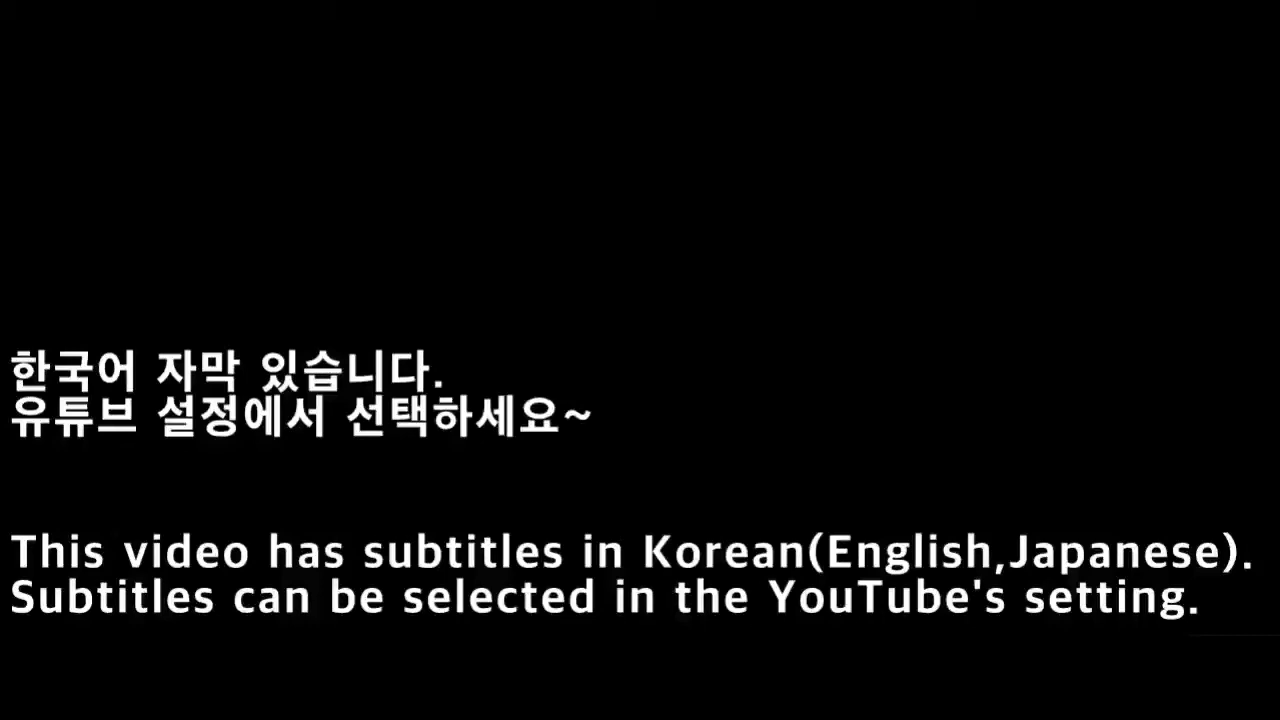 한국어 자막 있습니다.
유튜브 설정에서 선택하세요~
This video has subtitles in Korean(English,Japanese).
Subtitles can be selected in the YouTube's setting.